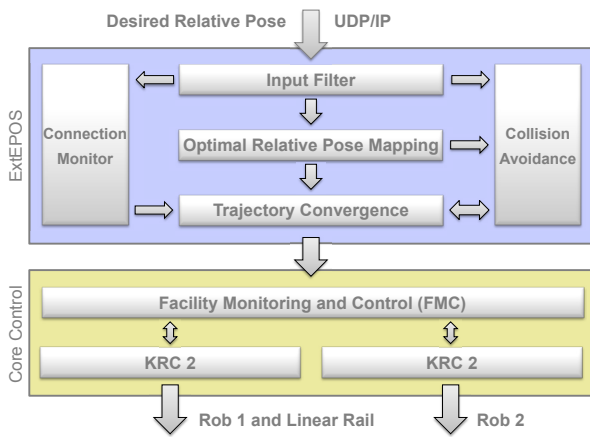 Desired Relative Pose
UDP/IP
ExtEPOS
Input Filter
Connection
Monitor
Optimal Relative Pose Mapping
Collision
Avoidance
Trajectory Convergence
Core Control
Facility Monitoring and Control (FMC)
KRC 2
KRC 2
Rob 1 and Linear Rail
Rob 2